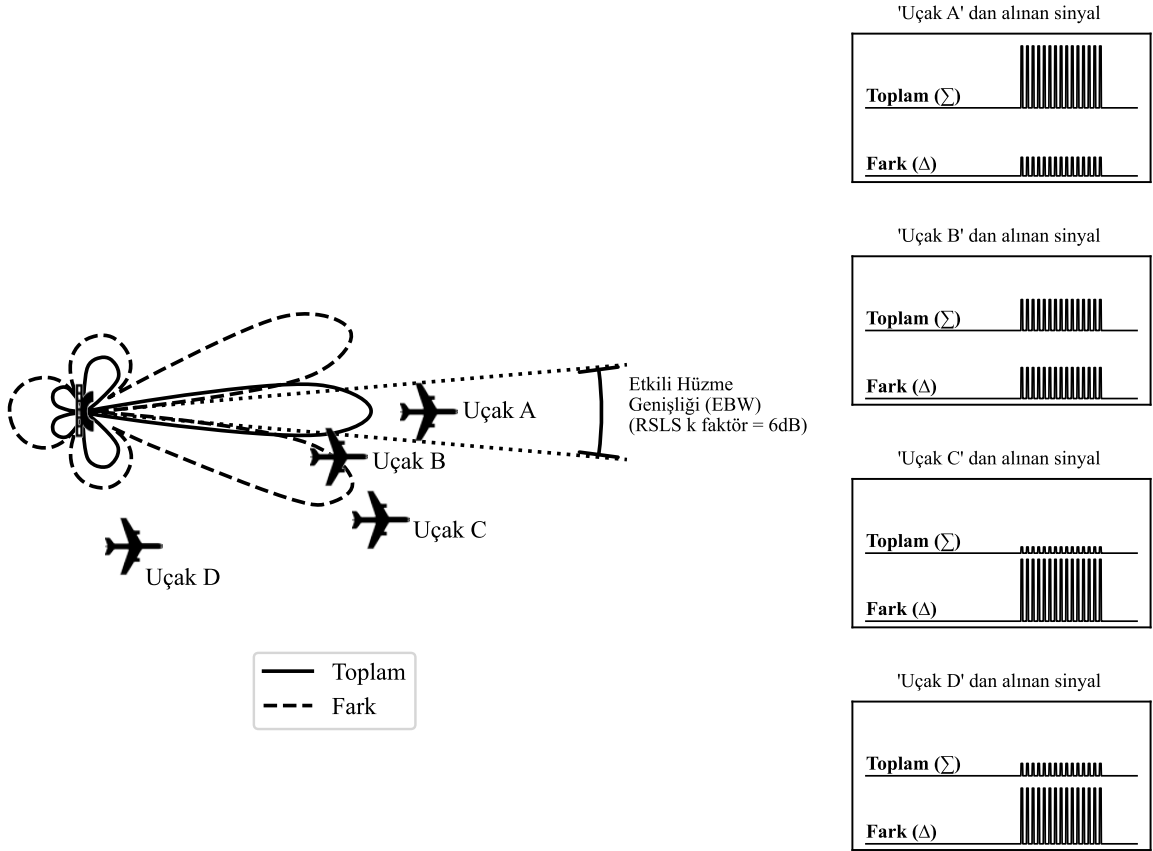 'Uçak A' dan alınan sinyal
Toplam (∑)
Fark (Δ)
'Uçak B' dan alınan sinyal
Toplam (∑)
Fark (Δ)
'Uçak C' dan alınan sinyal
Toplam (∑)
Fark (Δ)
'Uçak D' dan alınan sinyal
Toplam (∑)
Fark (Δ)
Etkili Hüzme
Genişliği (EBW)
(RSLS k faktör = 6dB)
Uçak A
Uçak B
Uçak C
Uçak D
Toplam
Fark